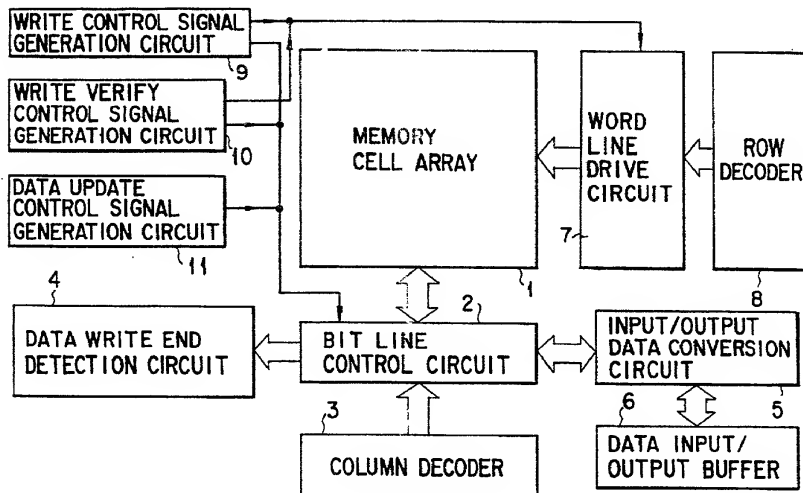 WRITE CONTROL SIGNAL
GENERATION CIRCUIT
9
WRITE VERIFY
CONTROL SIGNAL
GENERATION CIRCUIT
10
DATA UPDATE
CONTROL SIGNAL
GENERATION CIRCUIT
11
MEMORY
CELL ARRAY
1
WORD
LINE
DRIVE
CIRCUIT
7
ROW
DECODER
8
4
DATA WRITE END
DETECTION CIRCUIT
2
BIT LINE
CONTROL CIRCUIT
INPUT/OUTPUT
DATA CONVERSION
CIRCUIT
5
3
COLUMN DECODER
6
DATA INPUT/
OUTPUT BUFFER